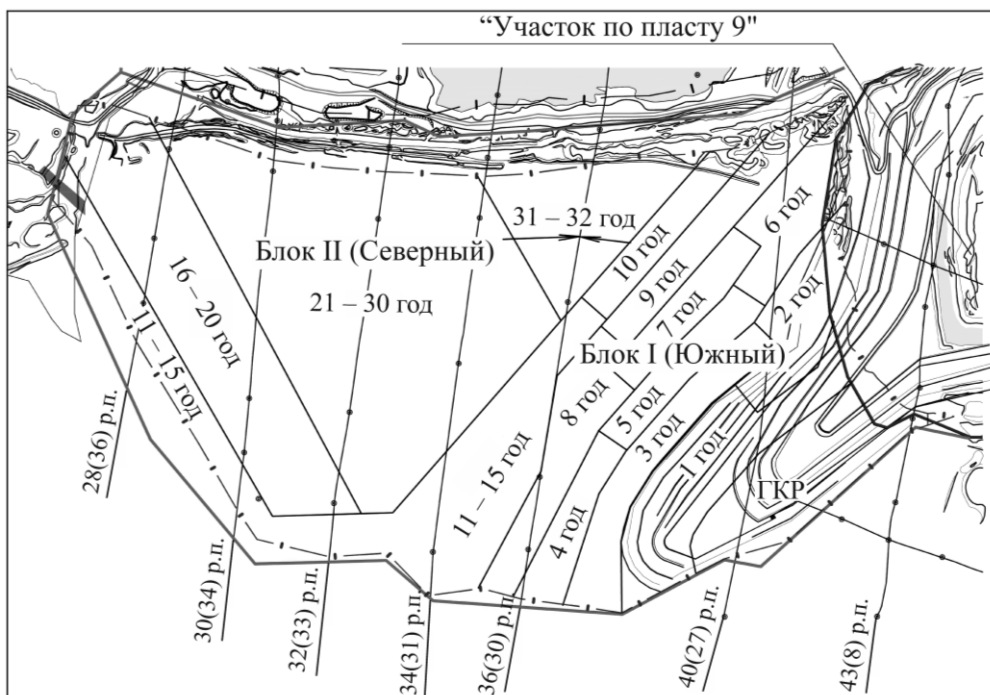 “Участок по пласту 9"
31 – 32 год
Блок II (Северный)
10 год
6 год
9 год
16 – 20 год
21 – 30 год
7 год
2 год
11 – 15 год
Блок I (Южный)
8 год
5 год
3 год
1 год
11 – 15 год
4 год
ГКР
28(36) р.п.
30(34) р.п.
32(33) р.п.
34(31) р.п.
36(30) р.п.
40(27) р.п.
43(8) р.п.